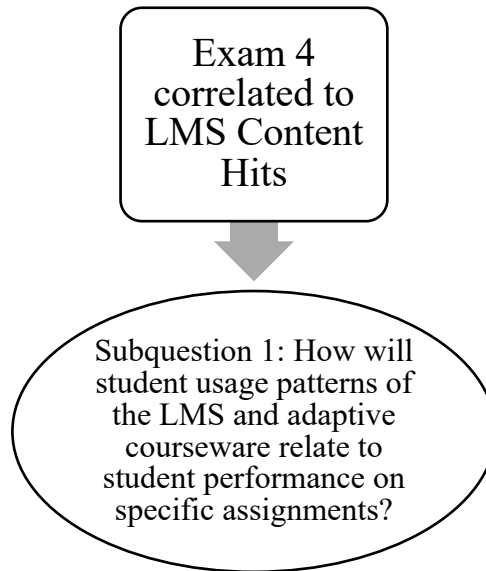 Exam 4
correlated to
LMS Content
Hits
Subquestion 1: How will
student usage patterns of
the LMS and adaptive
courseware relate to
student performance on
specific assignments?